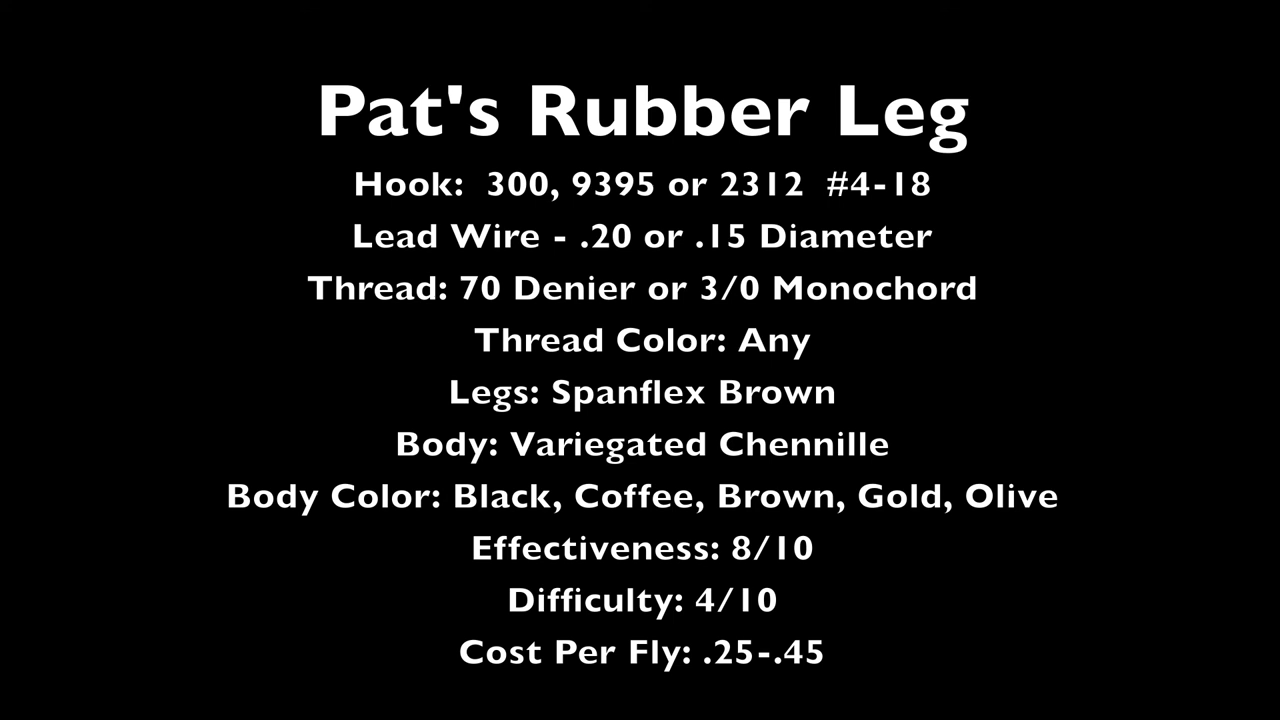 Pat's Rubber Leg
Hook:  300, 9395 or 2312  #4-18
Lead Wire - .20 or .15 Diameter
Thread: 70 Denier or 3/0 Monochord
Thread Color: Any
Legs: Spanflex Brown
Body: Variegated Chennille
Body Color: Black, Coffee, Brown, Gold, Olive
Effectiveness: 8/10
Difficulty: 4/10
Cost Per Fly: .25-.45